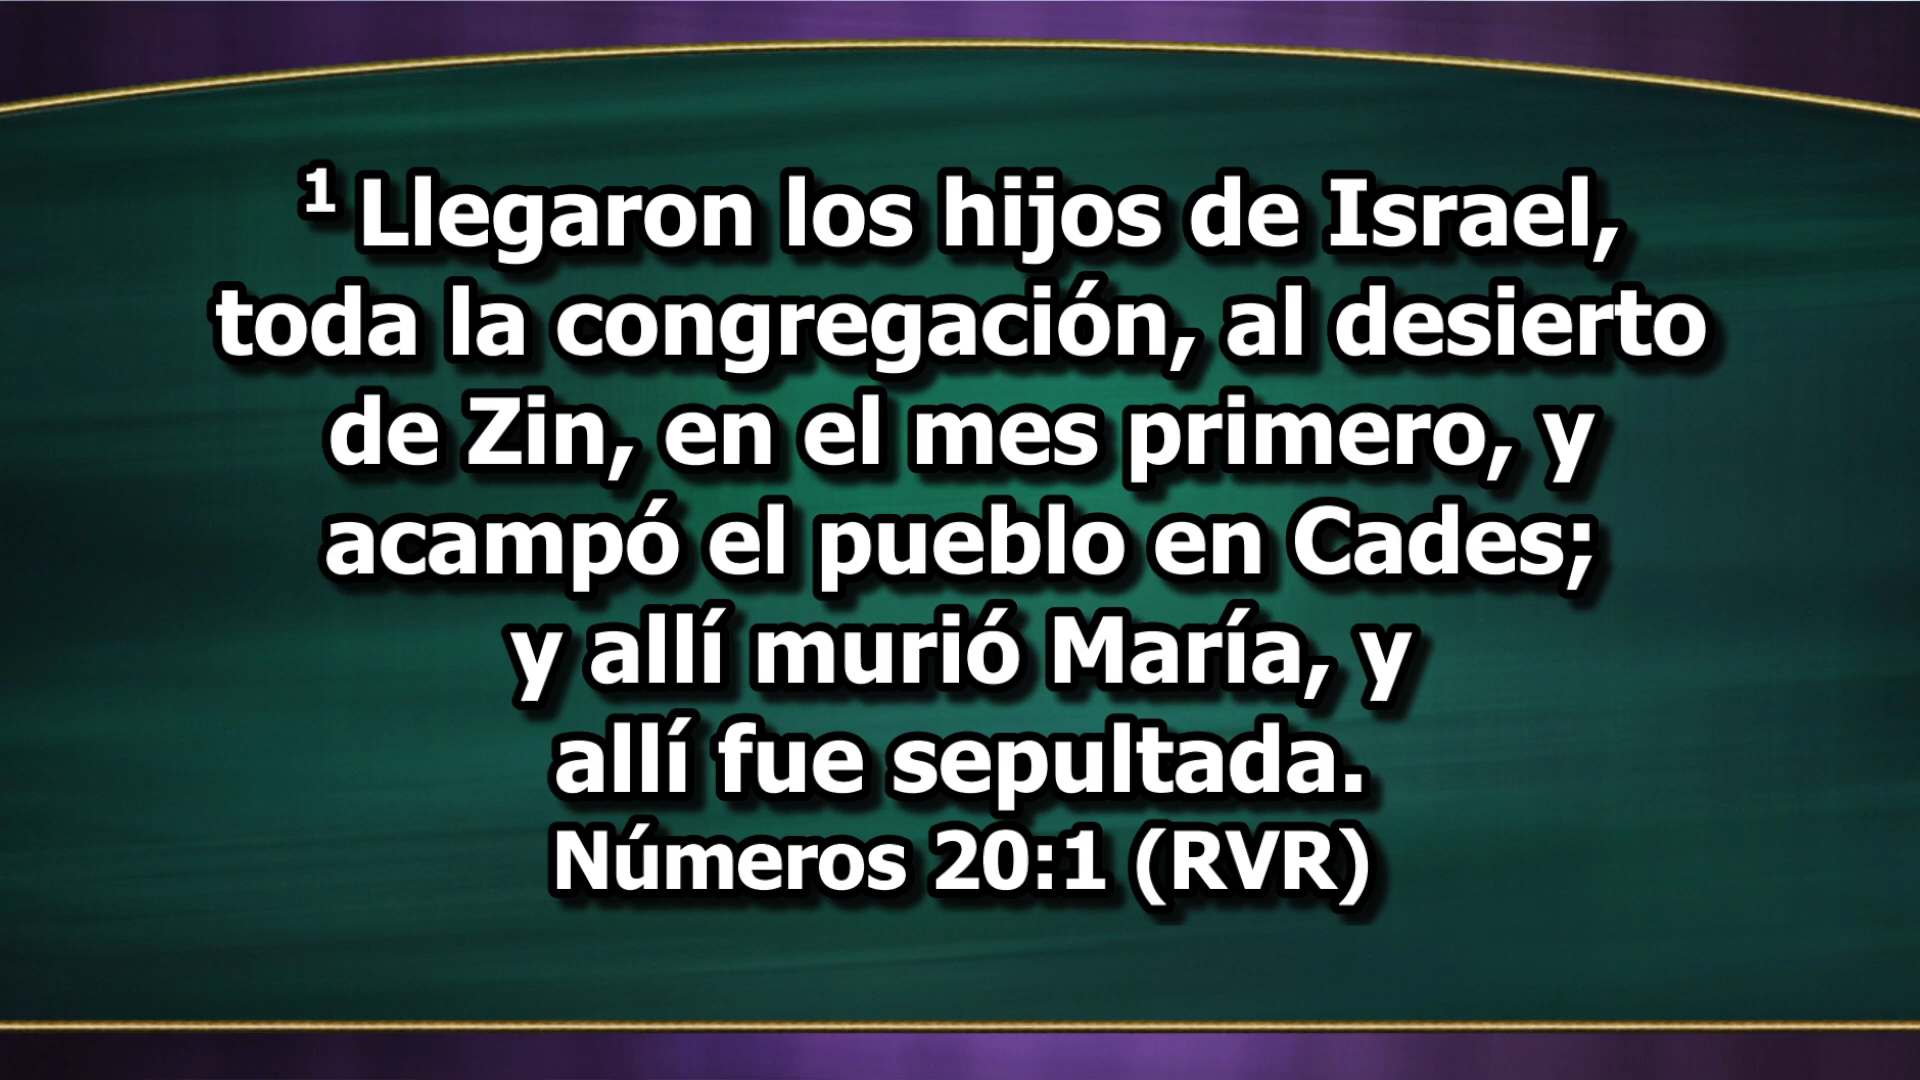 1 Llegaron los hijos de Israel,
toda la congregación, al desierto
de Zin, en el mes primero, y
acampó el pueblo en Cades;
y allí murió María, y
allí fue sepultada.
Números 20:1 (RVR)